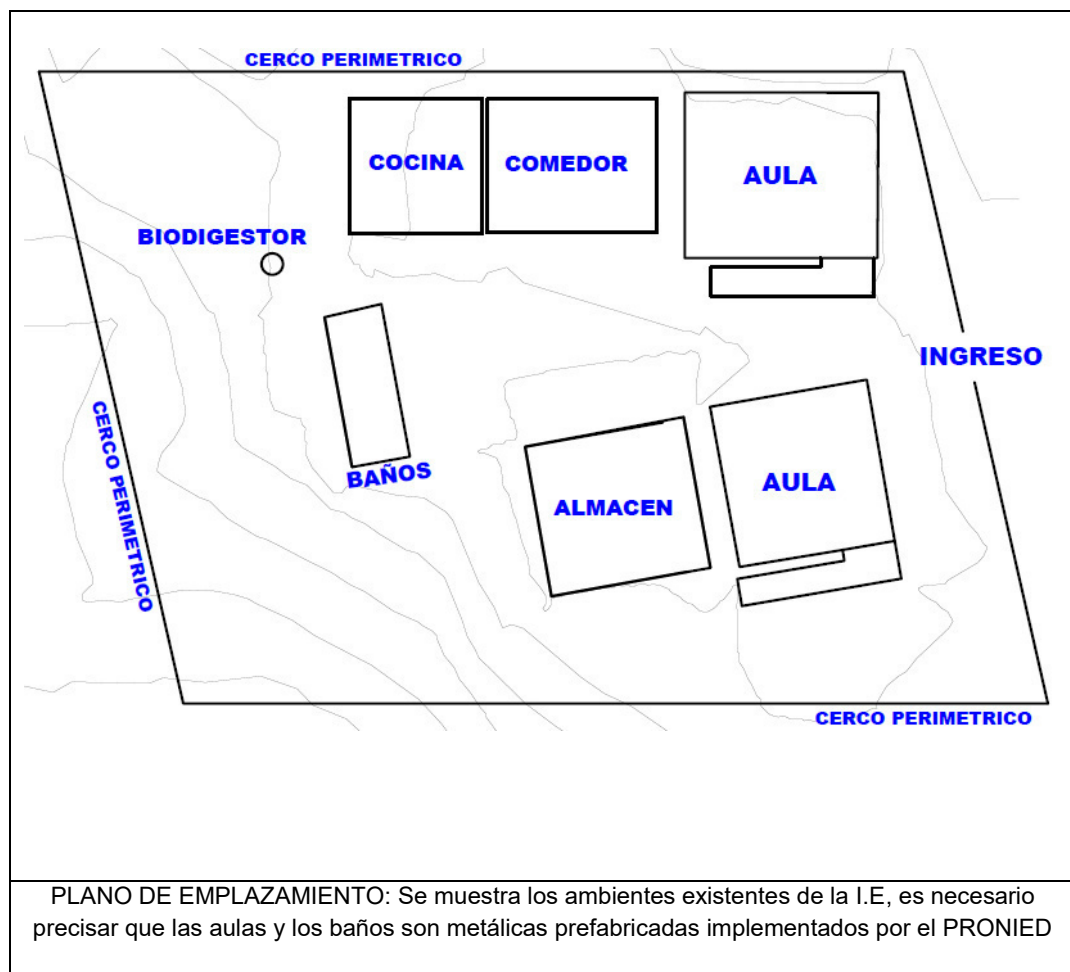 CERCO PERIMETRICO
COCINA
COMEDOR
AULA
BIODIGESTOR
INGRESO
CERCO PERIMETRICO
BAÑOS
ALMACEN
AULA
CERCO PERIMETRICO
PLANO DE EMPLAZAMIENTO: Se muestra los ambientes existentes de la I.E, es necesario
precisar que las aulas y los baños son metálicas prefabricadas implementados por el PRONIED